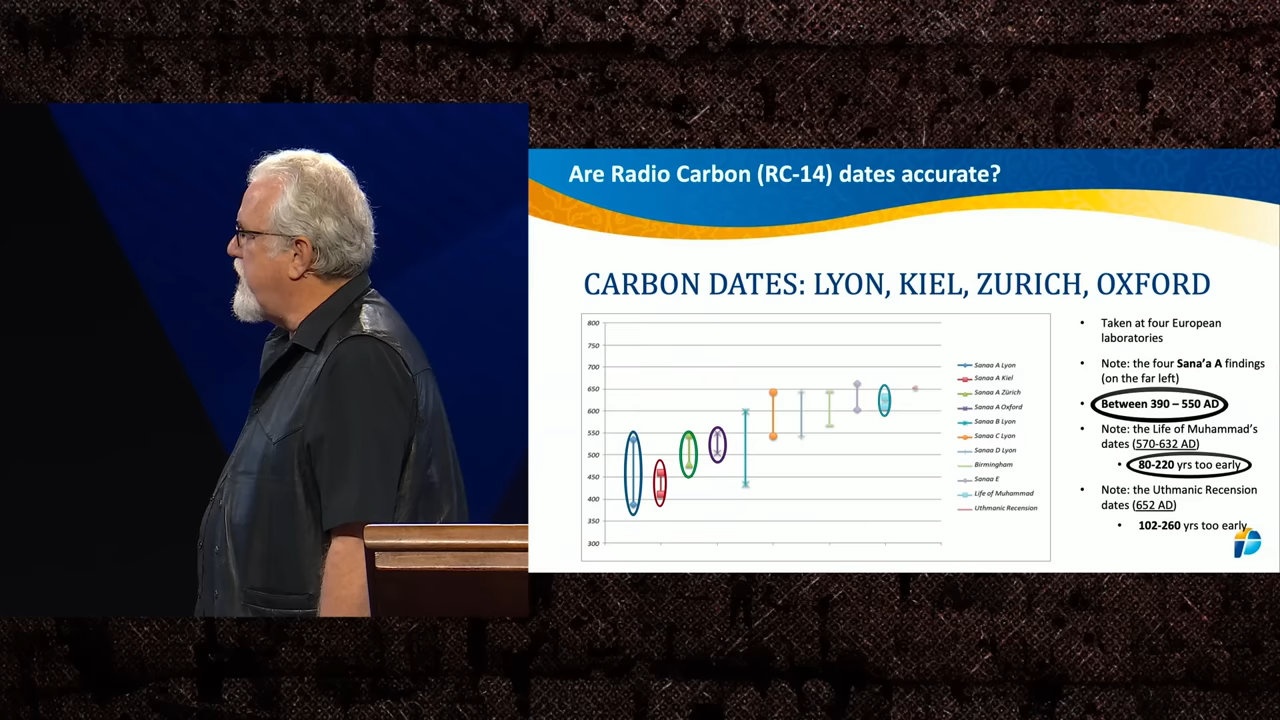 Are Radio Carbon (RC-14) dates accurate?
CARBON DATES: LYON, KIEL, ZURICH, OXFORD
800
750
700
650
600
550
500
450
400
350
300
Sanaa A Lyon
Sanaa A Kiel
Sanaa A Zürich
Sanaa A Oxford
Sanaa B Lyon
Sanaa C Lyon
Sanaa D Lyon
Birmingham
Sanaa E
Life of Muhammad
Uthmanic Recension
• Taken at four European
laboratories
• Note: the four Sana’a A findings
(on the far left)
• Between 390 – 550 AD
• Note: the Life of Muhammad’s
dates (570-632 AD)
• 80-220 yrs too early
• Note: the Uthmanic Recension
dates (652 AD)
• 102-260 yrs too early